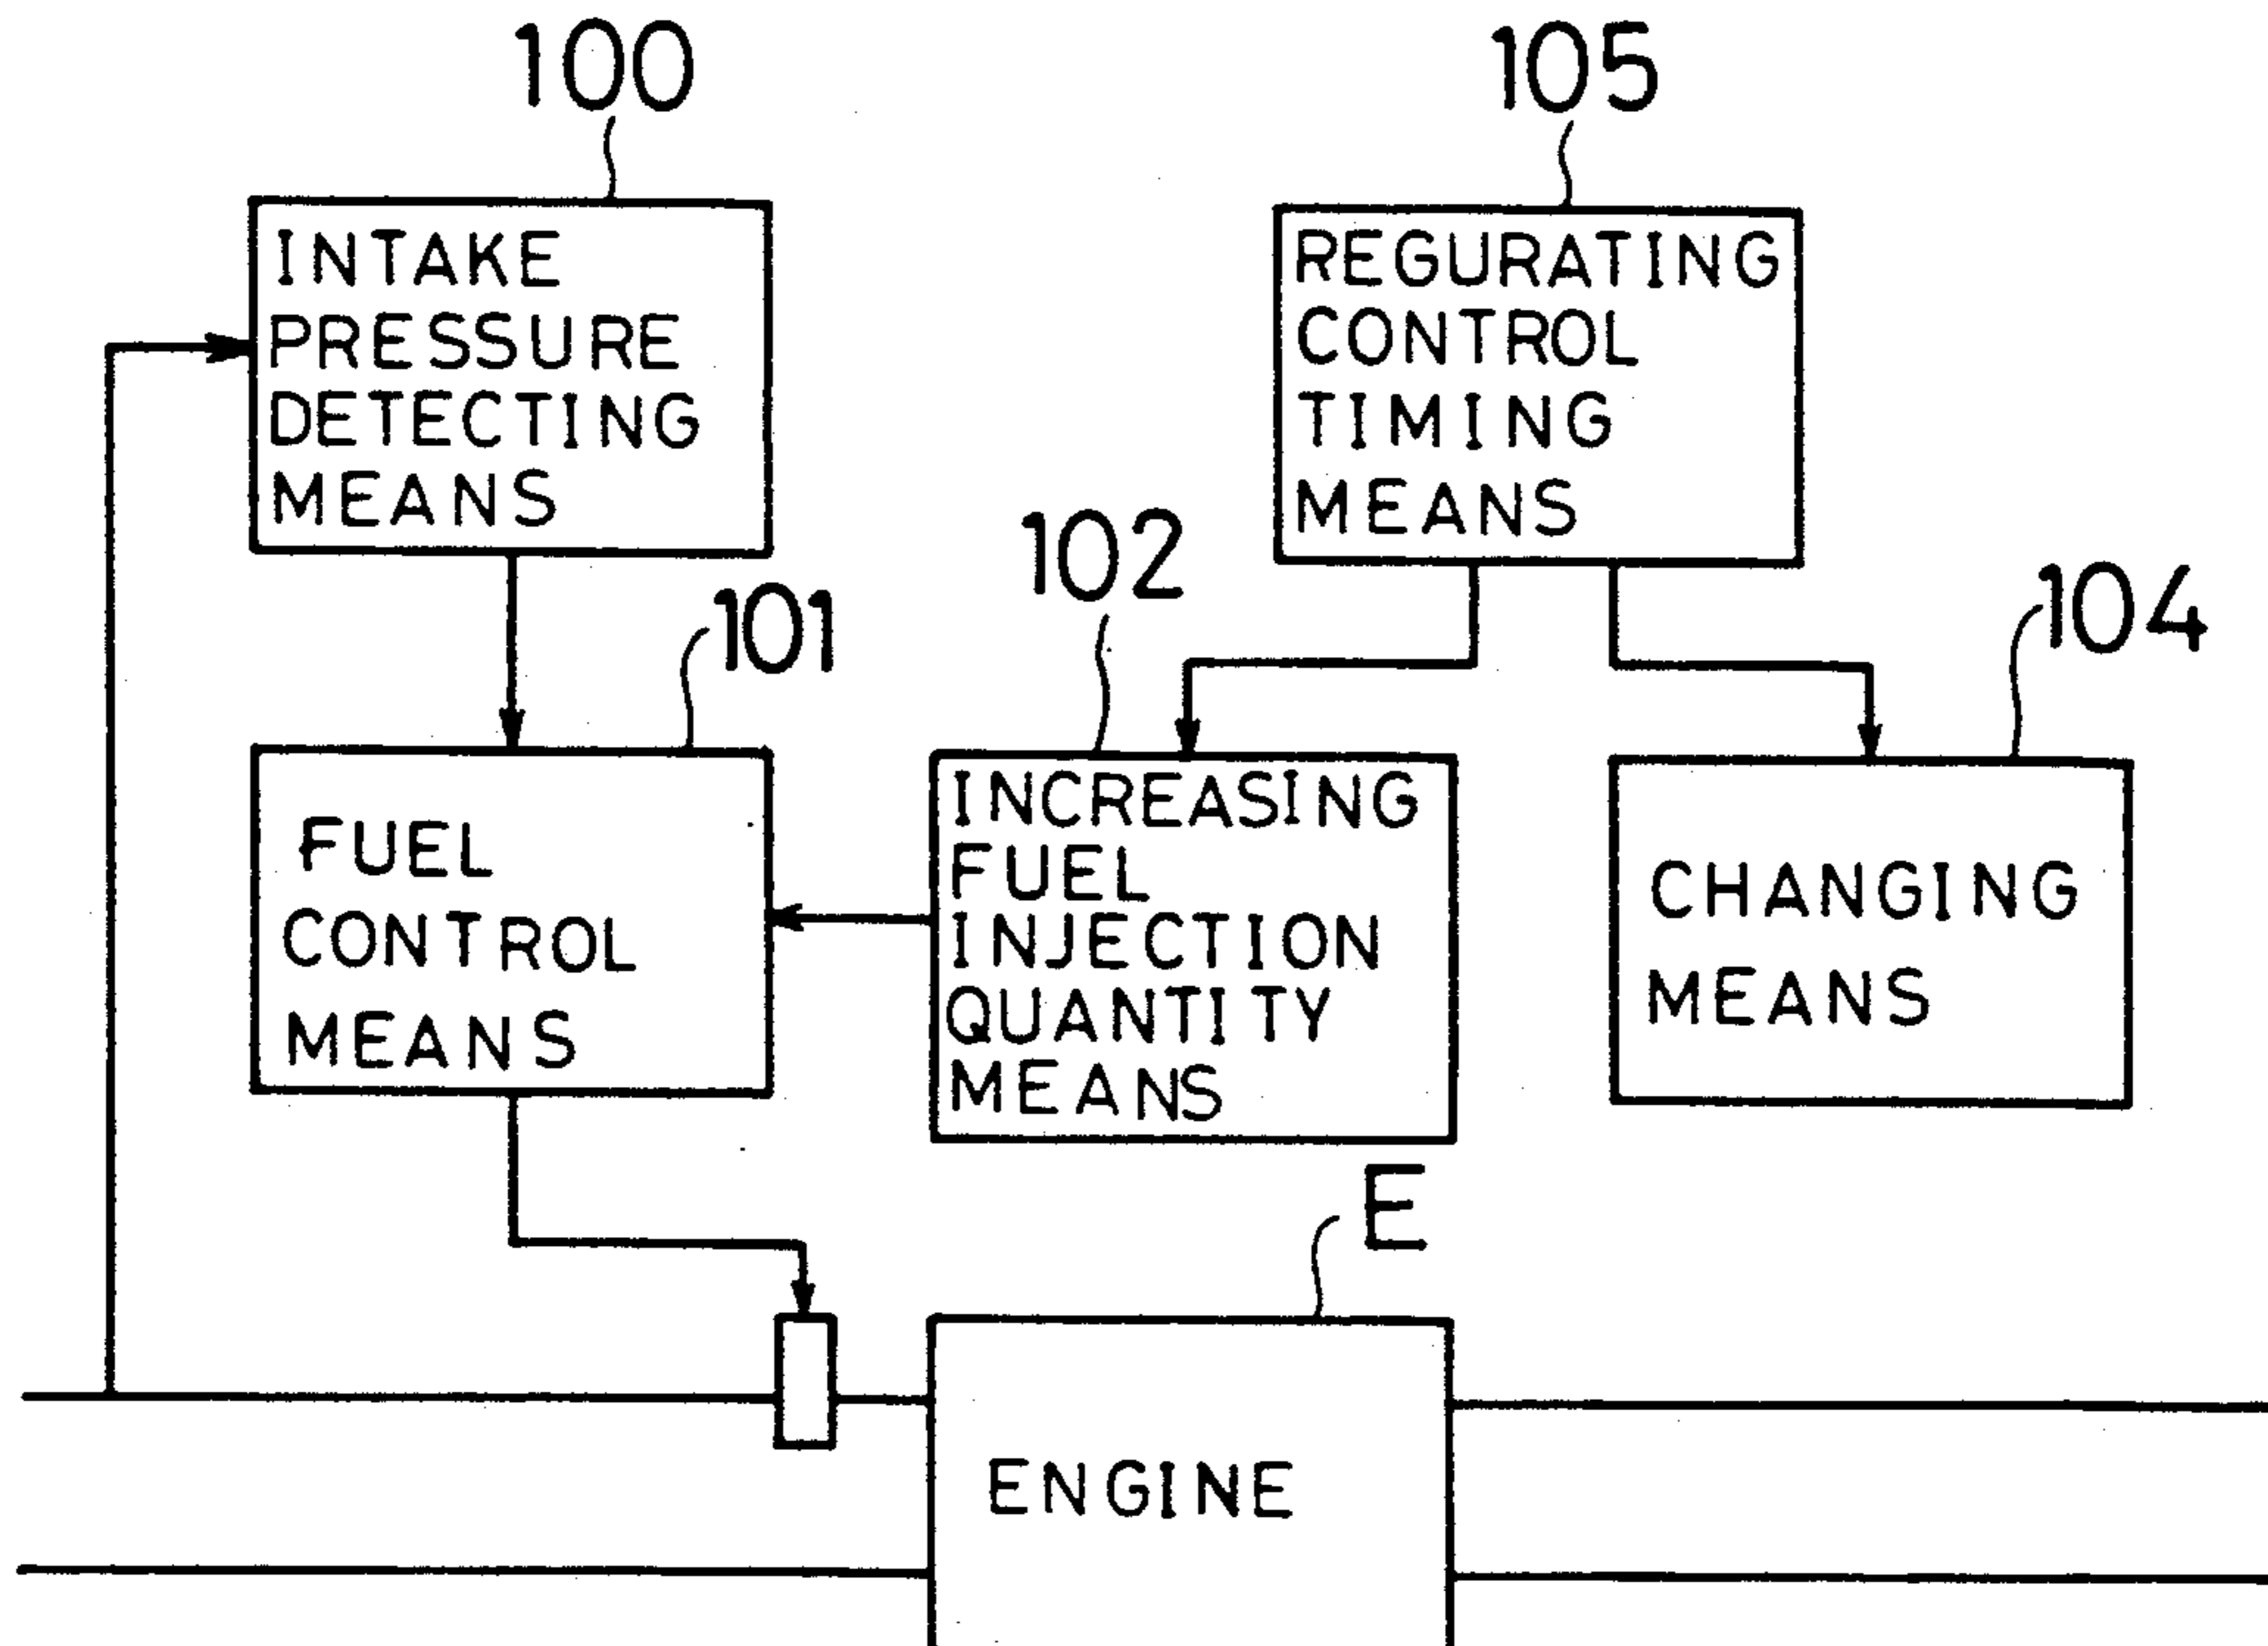 100
INTAKE
PRESSURE
DETECTING
MEANS
105
REGURATING
CONTROL
TIMING
MEANS
101
FUEL
CONTROL
MEANS
102
INCREASING
FUEL
INJECTION
QUANTITY
MEANS
104
CHANGING
MEANS
E
ENGINE